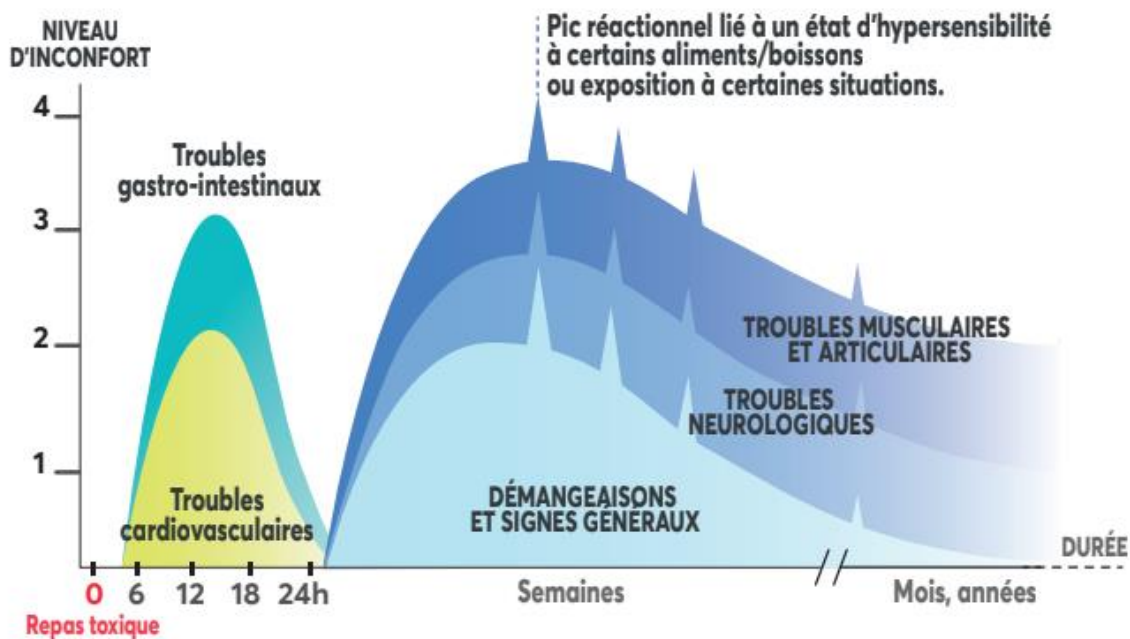 NIVEAU
D'INCONFORT
Pic réactionnel lié à un état d'hypersensibilité
à certains aliments/boissons
ou exposition à certaines situations.
4
3
2
1
Troubles
gastro-intestinaux
Troubles
cardiovasculaires
TROUBLES MUSCULAIRES
ET ARTICULAIRES
TROUBLES
NEUROLOGIQUES
DÉMANGEAISONS
ET SIGNES GÉNÉRAUX
DURÉE
0 6 12 18 24h
Semaines
Mois, années
Repas toxique